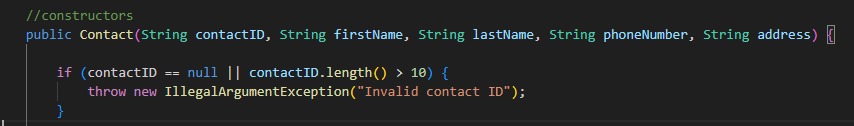 //constructors
public Contact(String contactID, String firstName, String lastName, String phoneNumber, String address) {
if (contactID == null || contactID.length() > 10) {
throw new IllegalArgumentException("Invalid contact ID");
}